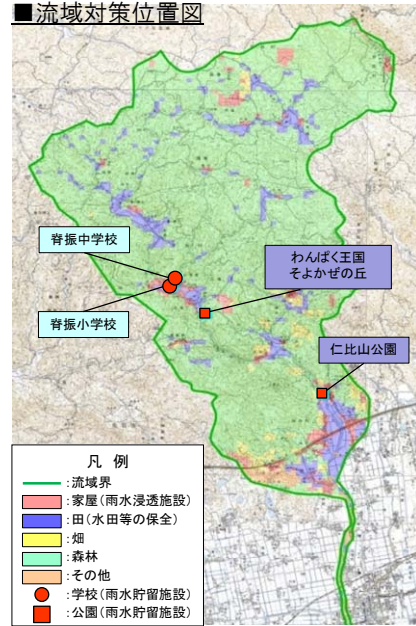 ■流域対策位置図
脊振中学校
わんぱく王国
そよかぜの丘
脊振小学校
仁比山公園
凡 例
:流域界
:家屋(雨水浸透施設)
:田(水田等の保全)
:畑
:森林
:その他
:学校(雨水貯留施設)
:公園(雨水貯留施設)